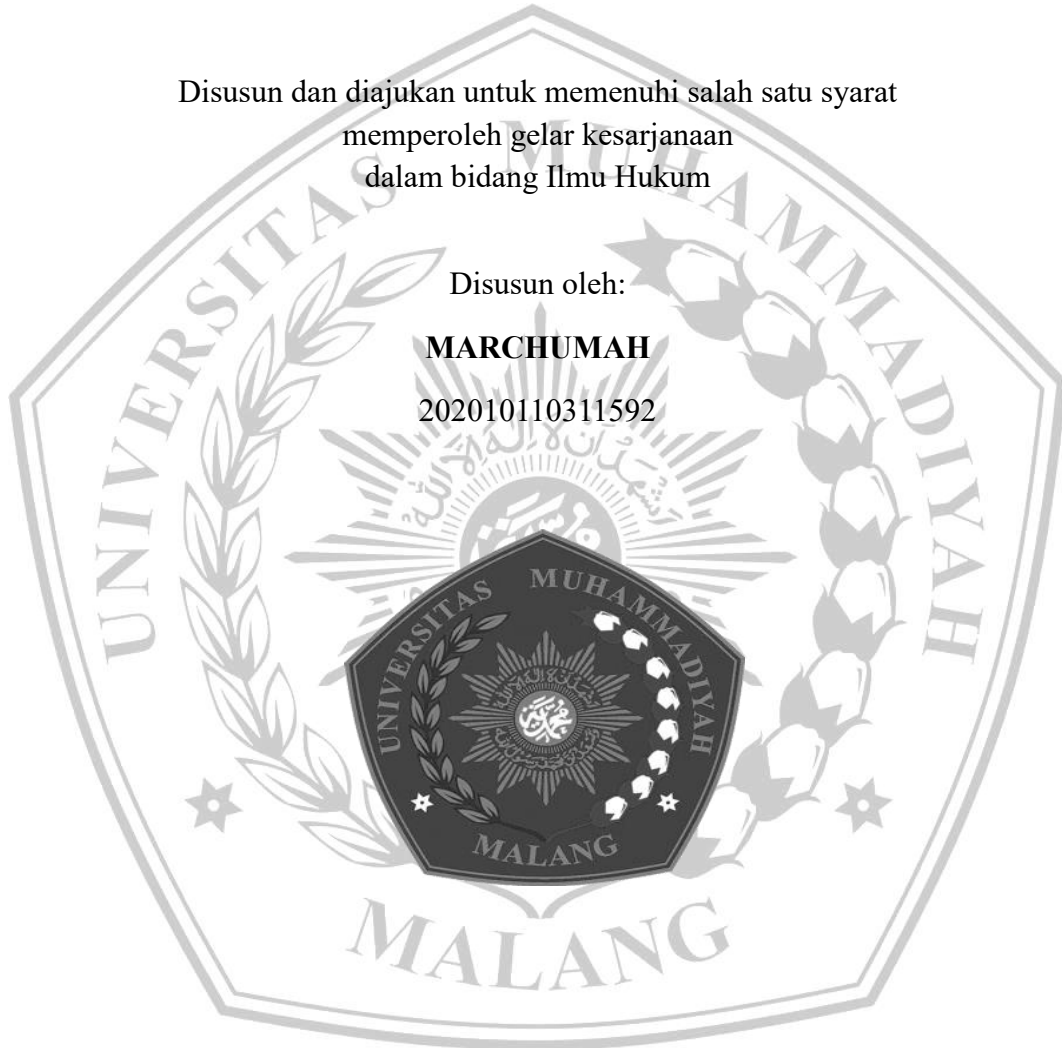 Disusun dan diajukan untuk memenuhi salah satu syarat
memperoleh gelar kesarjanaan
dalam bidang Ilmu Hukum
Disusun oleh:
MARCHUMAH
202010110311592
UNIVERSITAS MUHAMMADIYAH
MALANG
UNIVERSITAS MUHAMMADIYAH
MALANG